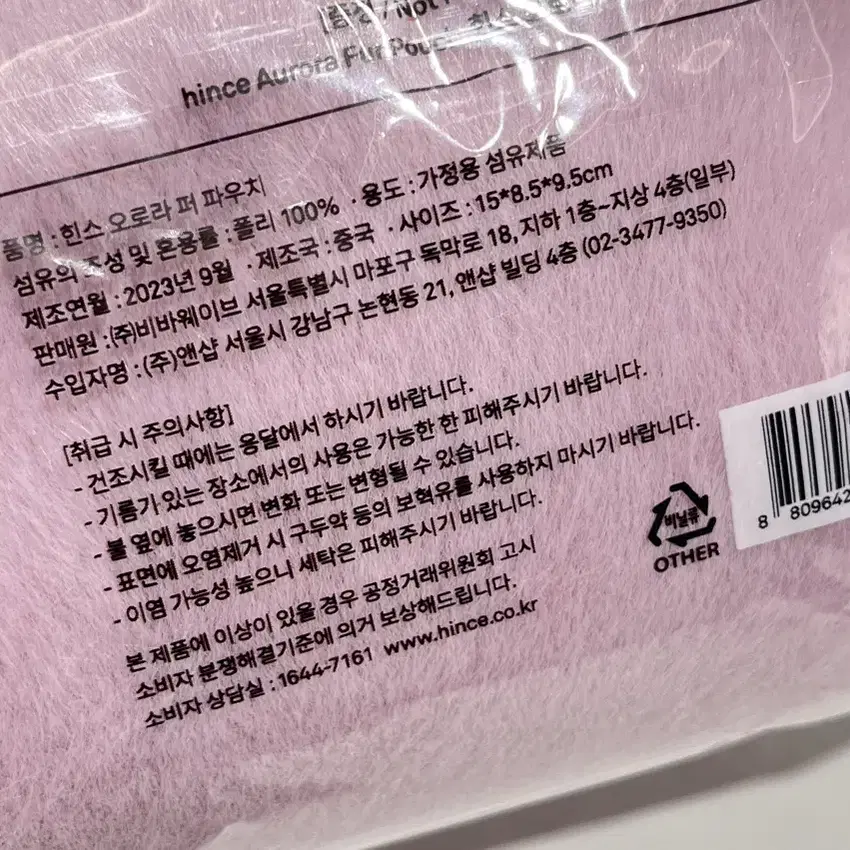 [증정 / Not
hince Aurora Fur Pouch
품명 : 힌스 오로라 퍼 파우치
섬유의 조성 및 혼용률 : 폴리 100% · 용도 : 가정용 섬유제품
제조연월 : 2023년 9월 · 제조국 : 중국 · 사이즈 : 15*8.5*9.5cm
판매원 : (주)비바웨이브 서울특별시 마포구 독막로 18, 지하 1층~지상 4층(일부)
수입자명 : (주)앤샵 서울시 강남구 논현동 21, 앤샵 빌딩 4층 (02-3477-9350)
[취급 시 주의사항]
- 건조시킬 때에는 응달에서 하시기 바랍니다.
- 기름기 있는 장소에서의 사용은 가능한 한 피해주시기 바랍니다.
- 불 옆에 놓으시면 변화 또는 변형될 수 있습니다.
- 표면에 오염제거 시 구두약 등의 보혁유를 사용하지 마시기 바랍니다.
- 이염 가능성 높으니 세탁은 피해주시기 바랍니다.
본 제품에 이상이 있을 경우 공정거래위원회 고시
소비자 분쟁해결기준에 의거 보상해드립니다.
소비자 상담실 : 1644-7161 www.hince.co.kr
비닐류
OTHER
8 809642